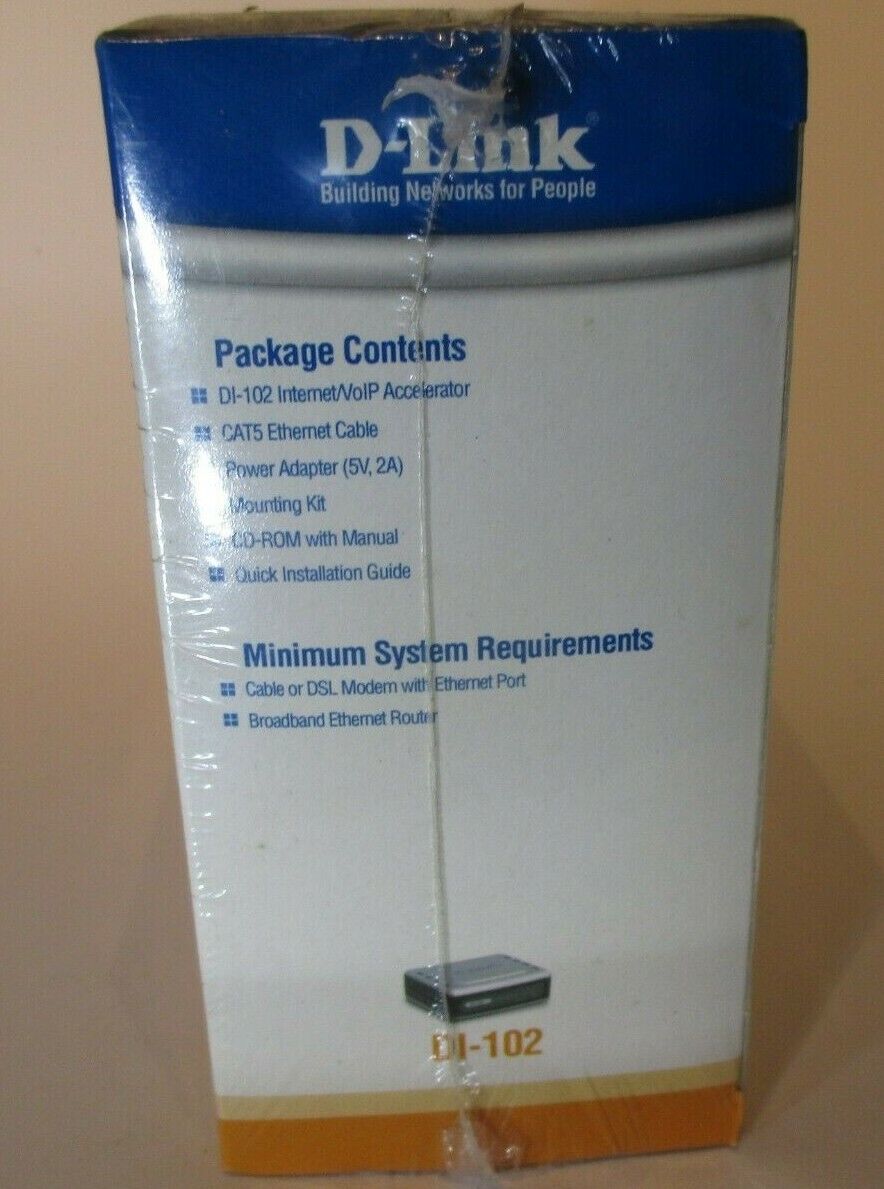 D-Link®
Building Networks for People
Package Contents
DI-102 Internet/VoIP Accelerator
CAT5 Ethernet Cable
Power Adapter (5V, 2A)
Mounting Kit
CD-ROM with Manual
Quick Installation Guide
Minimum System Requirements
Cable or DSL Modem with Ethernet Port
Broadband Ethernet Router
DI-102